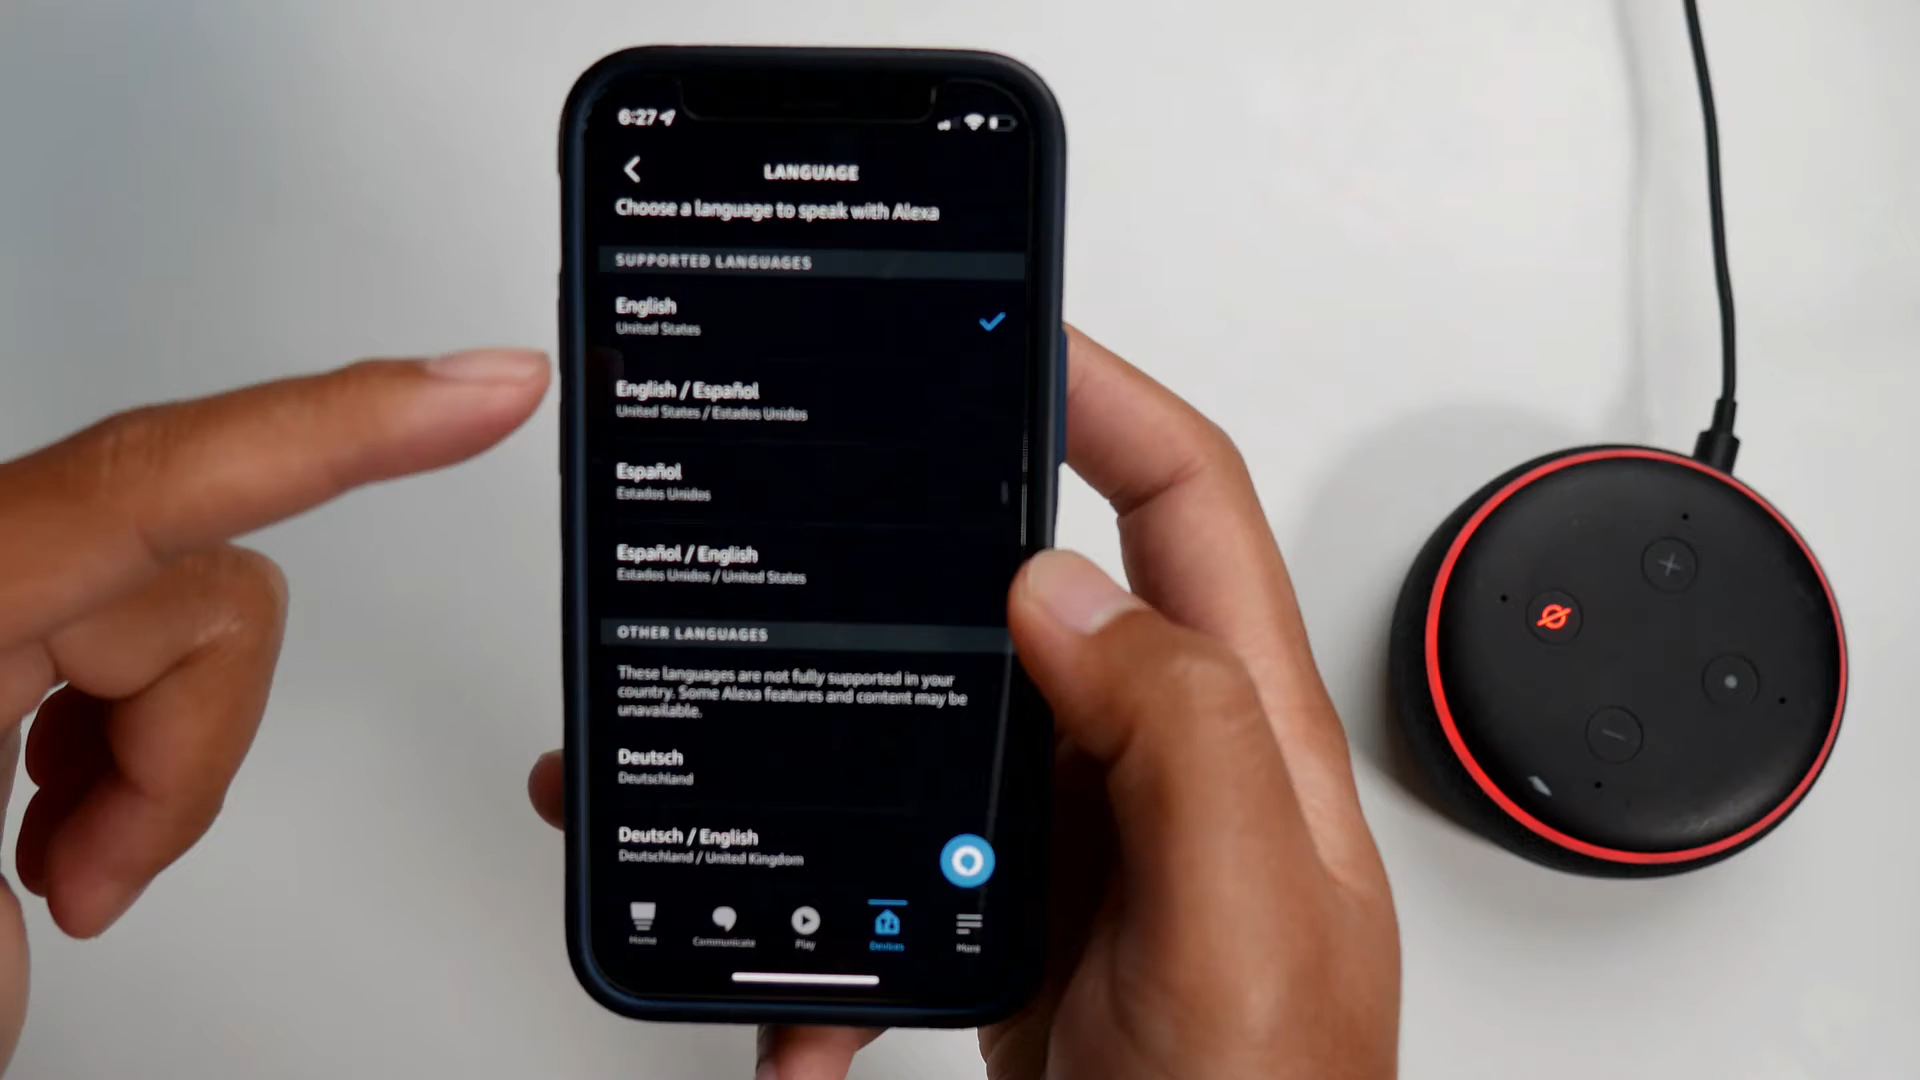 6:27
LANGUAGE
Choose a language to speak with Alexa
SUPPORTED LANGUAGES
English
United States
English / Español
United States / Estados Unidos
Español
Estados Unidos
Español / English
Estados Unidos / United States
OTHER LANGUAGES
These languages are not fully supported in your
country. Some Alexa features and content may be
unavailable.
Deutsch
Deutschland
Deutsch / English
Deutschland / United Kingdom
Home
Communicate
Play
Devices
More